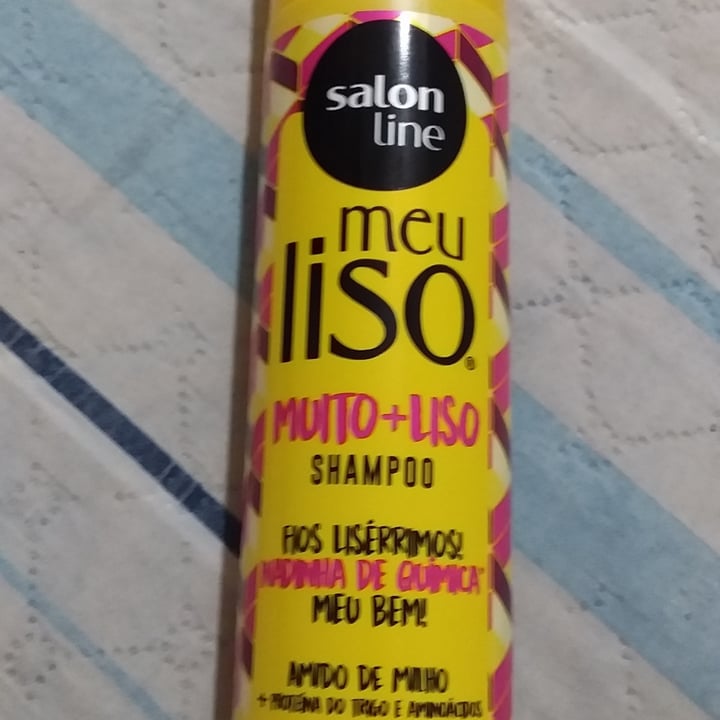 salon
line
meu
liso®
MUITO+LISO
SHAMPOO
FIOS LISÉRRIMOS!
NADINHA DE QUÍMICA*
MEU BEM!
AMIDO DE MILHO
+ PROTEÍNA DO TRIGO E AMINOÁCIDOS